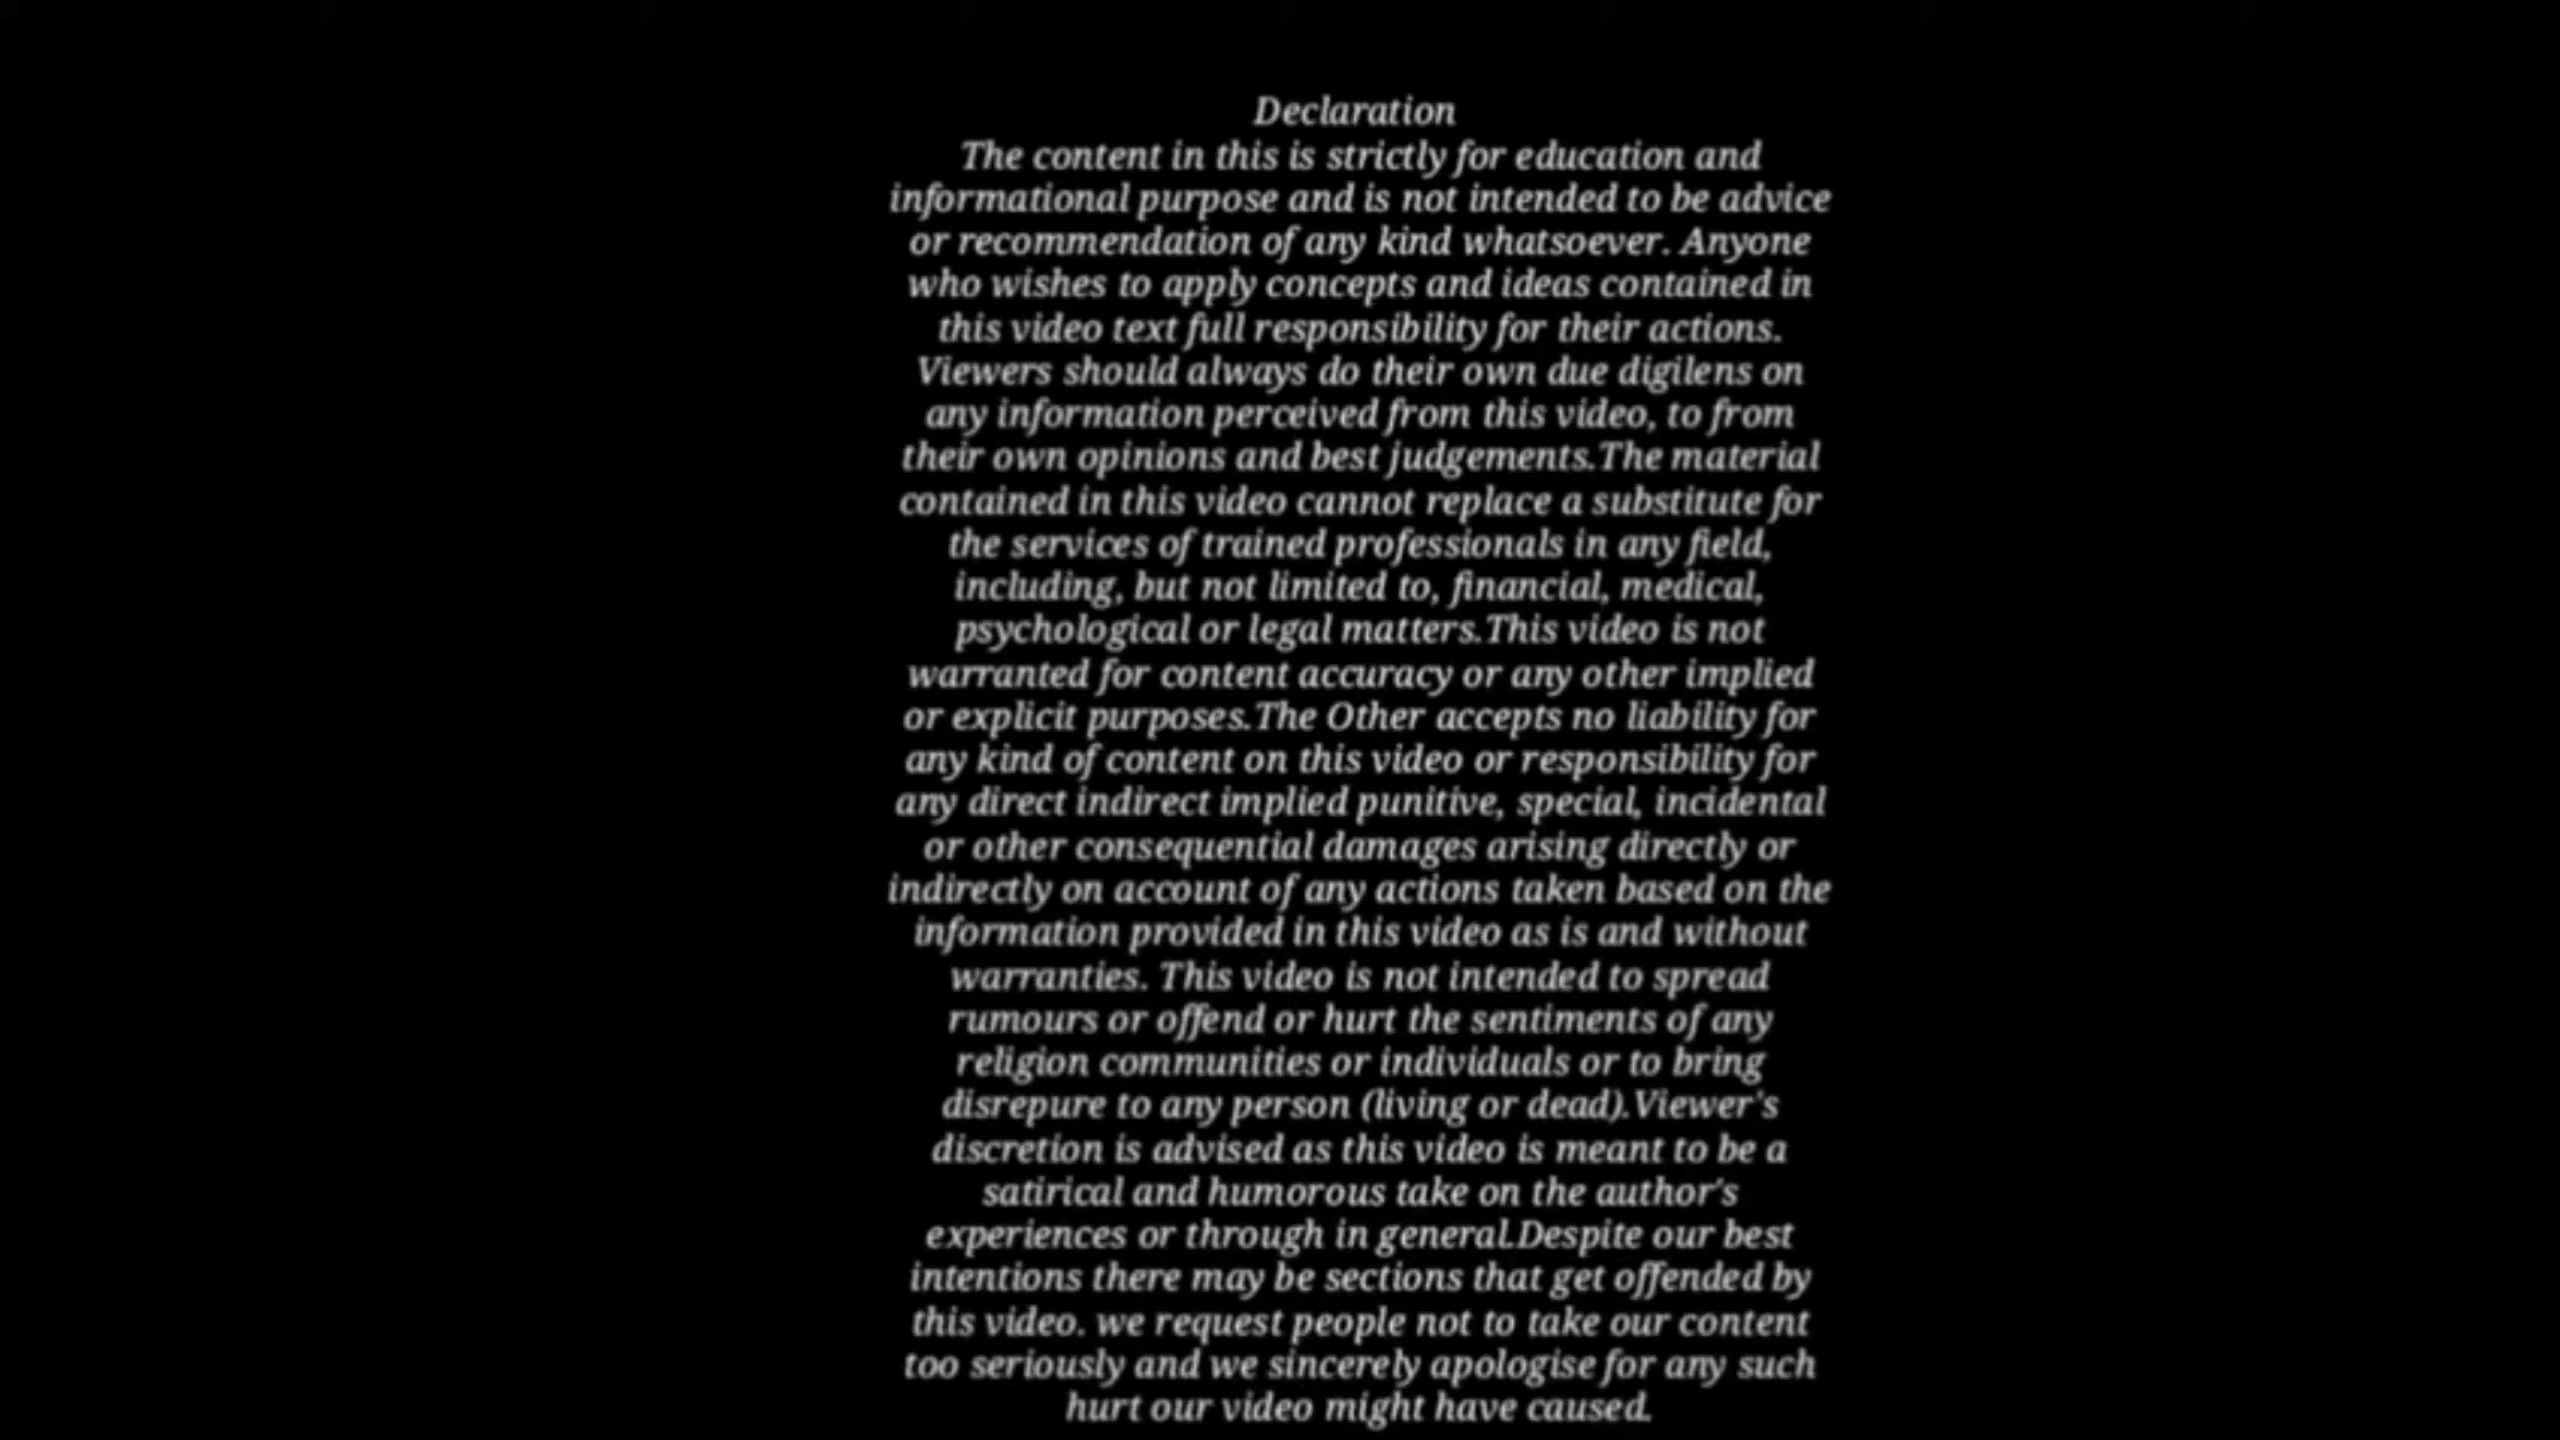 Declaration
The content in this is strictly for education and
informational purpose and is not intended to be advice
or recommendation of any kind whatsoever. Anyone
who wishes to apply concepts and ideas contained in
this video text full responsibility for their actions.
Viewers should always do their own due digilens on
any information perceived from this video, to from
their own opinions and best judgements.The material
contained in this video cannot replace a substitute for
the services of trained professionals in any field,
including, but not limited to, financial, medical,
psychological or legal matters.This video is not
warranted for content accuracy or any other implied
or explicit purposes.The Other accepts no liability for
any kind of content on this video or responsibility for
any direct indirect implied punitive, special, incidental
or other consequential damages arising directly or
indirectly on account of any actions taken based on the
information provided in this video as is and without
warranties. This video is not intended to spread
rumours or offend or hurt the sentiments of any
religion communities or individuals or to bring
disrepure to any person (living or dead).Viewer's
discretion is advised as this video is meant to be a
satirical and humorous take on the author's
experiences or through in general.Despite our best
intentions there may be sections that get offended by
this video. we request people not to take our content
too seriously and we sincerely apologise for any such
hurt our video might have caused.